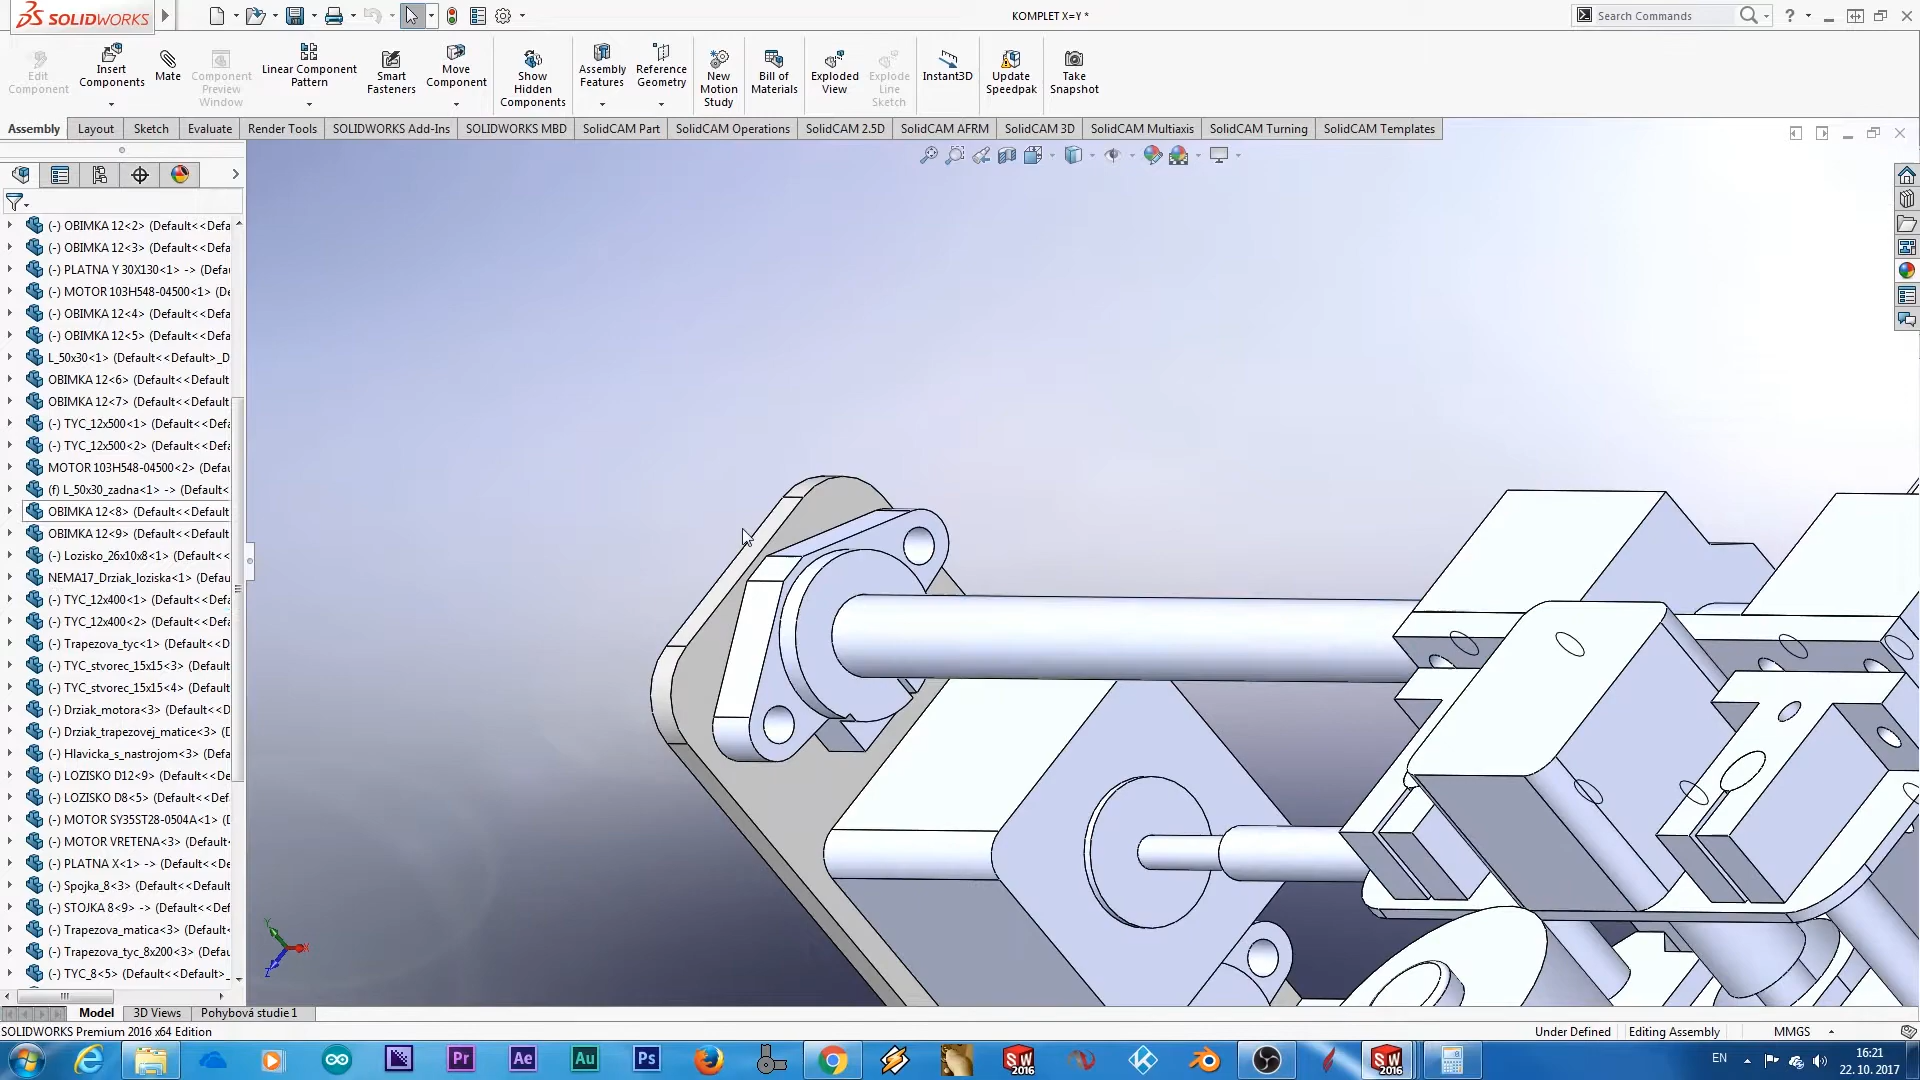 SOLIDWORKS
KOMPLET X=Y *
Search Commands
Edit Component
Insert Components
Mate
Component Preview Window
Linear Component Pattern
Smart Fasteners
Move Component
Show Hidden Components
Assembly Features
Reference Geometry
New Motion Study
Bill of Materials
Exploded View
Explode Line Sketch
Instant3D
Update Speedpak
Take Snapshot
Assembly
Layout
Sketch
Evaluate
Render Tools
SOLIDWORKS Add-Ins
SOLIDWORKS MBD
SolidCAM Part
SolidCAM Operations
SolidCAM 2.5D
SolidCAM AFRM
SolidCAM 3D
SolidCAM Multiaxis
SolidCAM Turning
SolidCAM Templates
(-) OBIMKA 12<2> (Default<<Defa
(-) OBIMKA 12<3> (Default<<Defa
(-) PLATNA Y 30X130<1> -> (Defau
(-) MOTOR 103H548-04500<1> (De
(-) OBIMKA 12<4> (Default<<Defa
(-) OBIMKA 12<5> (Default<<Defa
L_50x30<1> (Default<<Default>_D
OBIMKA 12<6> (Default<<Default
OBIMKA 12<7> (Default<<Default
(-) TYC_12x500<1> (Default<<Defa
(-) TYC_12x500<2> (Default<<Defa
MOTOR 103H548-04500<2> (Defau
(f) L_50x30_zadna<1> -> (Default<
OBIMKA 12<8> (Default<<Default
OBIMKA 12<9> (Default<<Default
(-) Lozisko_26x10x8<1> (Default<
NEMA17_Drziak_loziska<1> (Defau
(-) TYC_12x400<1> (Default<<Defa
(-) TYC_12x400<2> (Default<<Defa
(-) Trapezova_tyc<1> (Default<<D
(-) TYC_stvorec_15x15<3> (Default
(-) TYC_stvorec_15x15<4> (Default
(-) Drziak_motora<3> (Default<<D
(-) Drziak_trapezovej_matice<3> (D
(-) Hlavicka_s_nastrojom<3> (Defa
(-) LOZISKO D12<9> (Default<<Def
(-) LOZISKO D8<5> (Default<<Defa
(-) MOTOR SY35ST28-0504A<1> (D
(-) MOTOR VRETENA<3> (Default<
(-) PLATNA X<1> -> (Default<<Def
(-) Spojka_8<3> (Default<<Default
(-) STOJKA 8<9> -> (Default<<Defa
(-) Trapezova_matica<3> (Default<
(-) Trapezova_tyc_8x200<3> (Defau
(-) TYC_8<5> (Default<<Default>_
Y
X
Z
Model
3D Views
Pohybová studie 1
SOLIDWORKS Premium 2016 x64 Edition
Under Defined
Editing Assembly
MMGS
Pr
Ae
Au
Ps
SW 2016
SW 2016
EN
16:21
22. 10. 2017